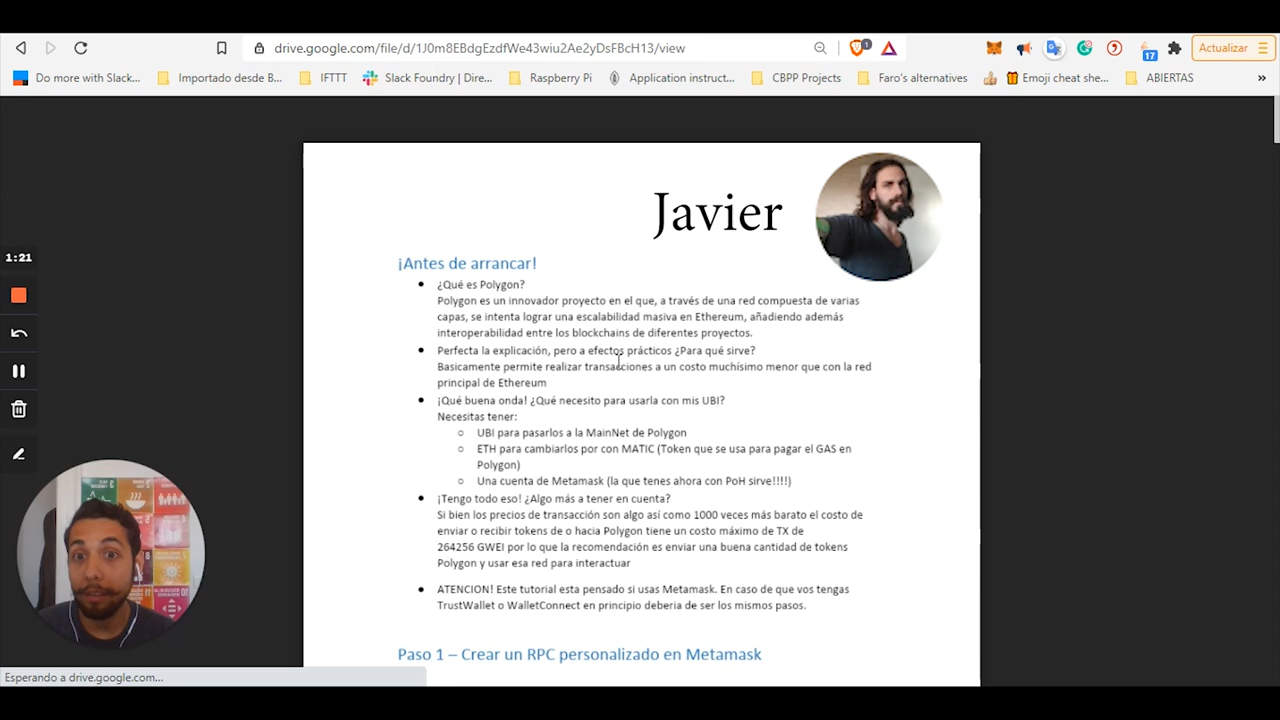 drive.google.com/file/d/1J0m8EBdgEzdfWe43wiu2Ae2yDsFBcH13/view
1
17
Actualizar
Do more with Slack...
Importado desde B...
IFTTT
Slack Foundry | Dire...
Raspberry Pi
Application instruct...
CBPP Projects
Faro's alternatives
Emoji cheat she...
ABIERTAS
»
Javier
1:21
¡Antes de arrancar!
¿Qué es Polygon?
Polygon es un innovador proyecto en el que, a través de una red compuesta de varias
capas, se intenta lograr una escalabilidad masiva en Ethereum, añadiendo además
interoperabilidad entre los blockchains de diferentes proyectos.
Perfecta la explicación, pero a efectos prácticos ¿Para qué sirve?
Basicamente permite realizar transacciones a un costo muchísimo menor que con la red
principal de Ethereum
¡Qué buena onda! ¿Qué necesito para usarla con mis UBI?
Necesitas tener:
UBI para pasarlos a la MainNet de Polygon
ETH para cambiarlos por con MATIC (Token que se usa para pagar el GAS en
Polygon)
Una cuenta de Metamask (la que tenes ahora con PoH sirve!!!!)
¡Tengo todo eso! ¿Algo más a tener en cuenta?
Si bien los precios de transacción son algo así como 1000 veces más barato el costo de
enviar o recibir tokens de o hacia Polygon tiene un costo máximo de TX de
264256 GWEI por lo que la recomendación es enviar una buena cantidad de tokens
Polygon y usar esa red para interactuar
ATENCION! Este tutorial esta pensado si usas Metamask. En caso de que vos tengas
TrustWallet o WalletConnect en principio deberia de ser los mismos pasos.
Paso 1 – Crear un RPC personalizado en Metamask
Esperando a drive.google.com...